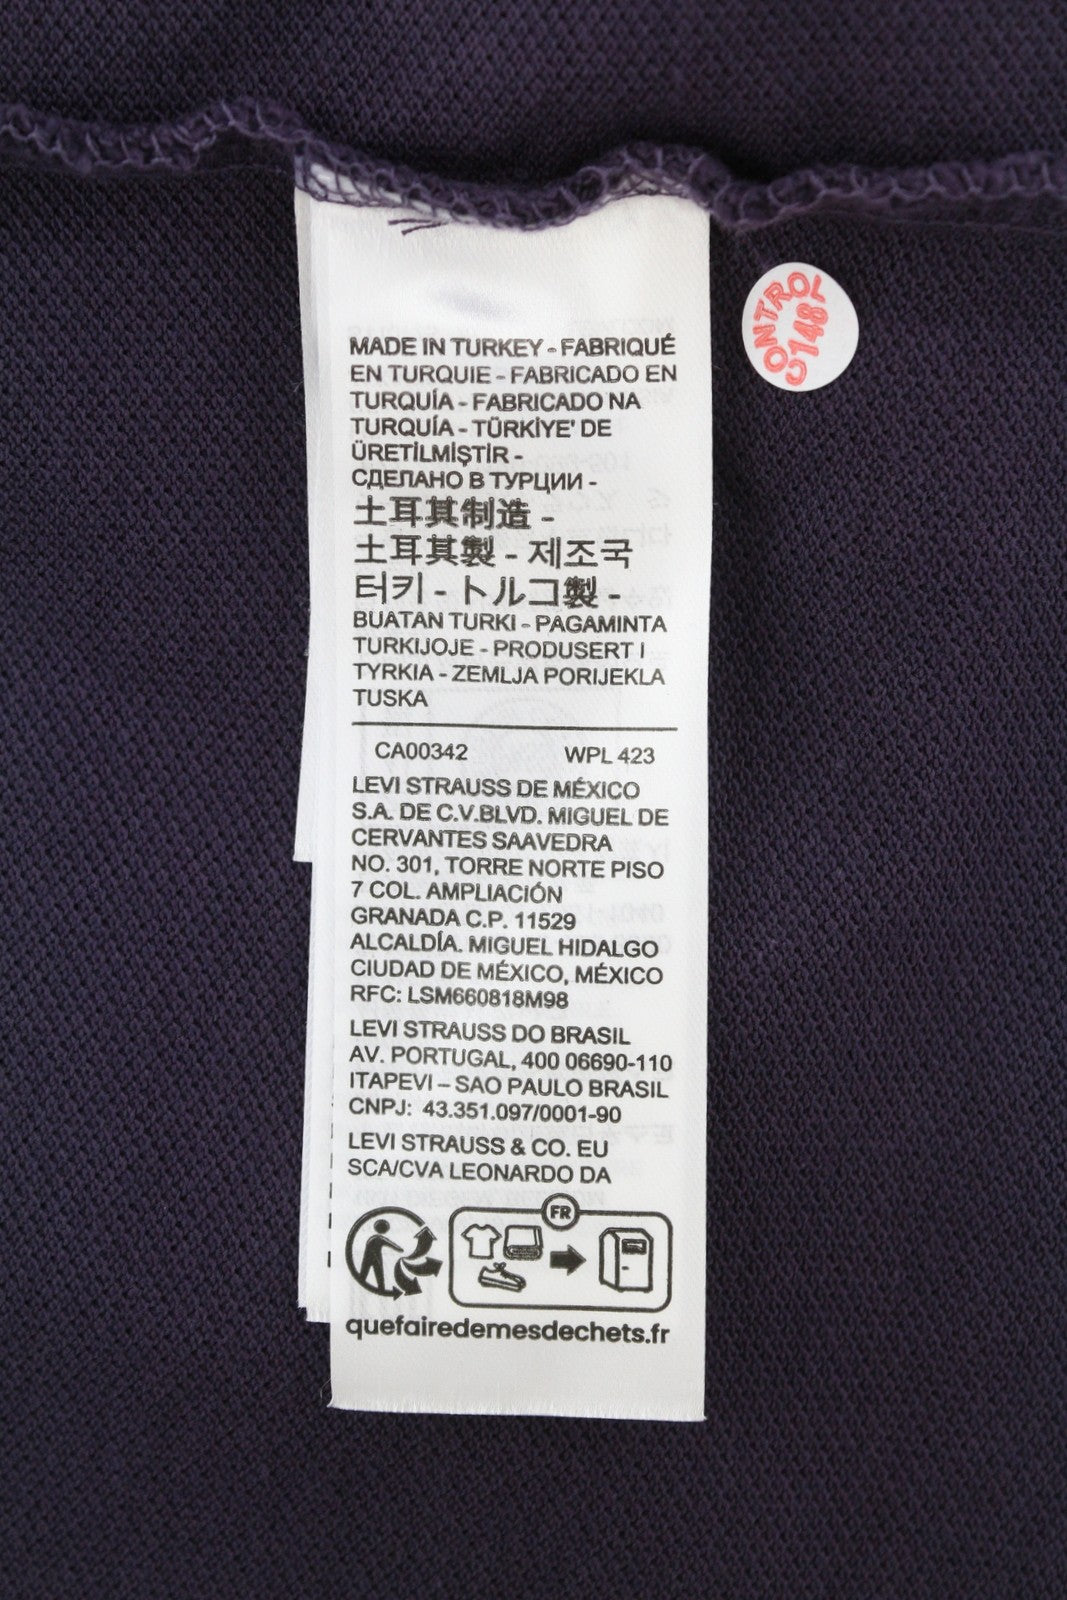 MADE IN TURKEY - FABRIQUÉ
EN TURQUIE - FABRICADO EN
TURQUÍA - FABRICADO NA
TURQUÍA - TÜRKİYE' DE
ÜRETİLMİŞTİR -
СДЕЛАНО В ТУРЦИИ -
土耳其制造 -
土耳其製 - 제조국
터키 - トルコ製 -
BUATAN TURKI - PAGAMINTA
TURKIJOJE - PRODUSERT I
TYRKIA - ZEMLJA PORIJEKLA
TUSKA
CA00342 WPL 423
LEVI STRAUSS DE MÉXICO
S.A. DE C.V.BLVD. MIGUEL DE
CERVANTES SAAVEDRA
NO. 301, TORRE NORTE PISO
7 COL. AMPLIACIÓN
GRANADA C.P. 11529
ALCALDÍA. MIGUEL HIDALGO
CIUDAD DE MÉXICO, MÉXICO
RFC: LSM660818M98
LEVI STRAUSS DO BRASIL
AV. PORTUGAL, 400 06690-110
ITAPEVI – SAO PAULO BRASIL
CNPJ: 43.351.097/0001-90
LEVI STRAUSS & CO. EU
SCA/CVA LEONARDO DA
FR
quefairedemesdechets.fr
ONTROL